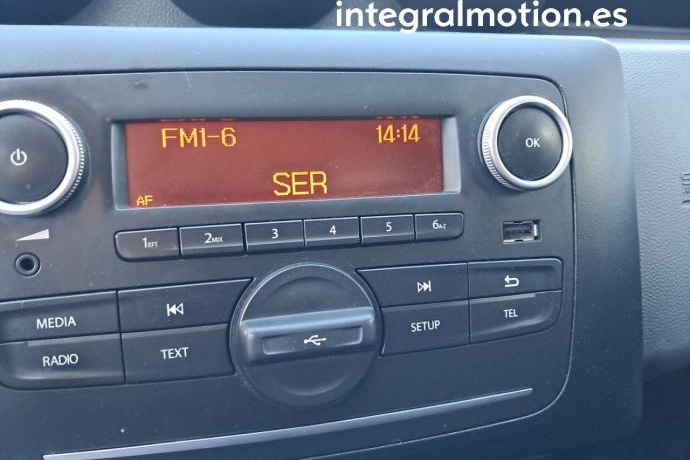 integralmotion.es
FM1-6 14:14
SER
AF
OK
1RPT 2MIX 3 4 5 6A-Z
MEDIA
RADIO TEXT
SETUP TEL